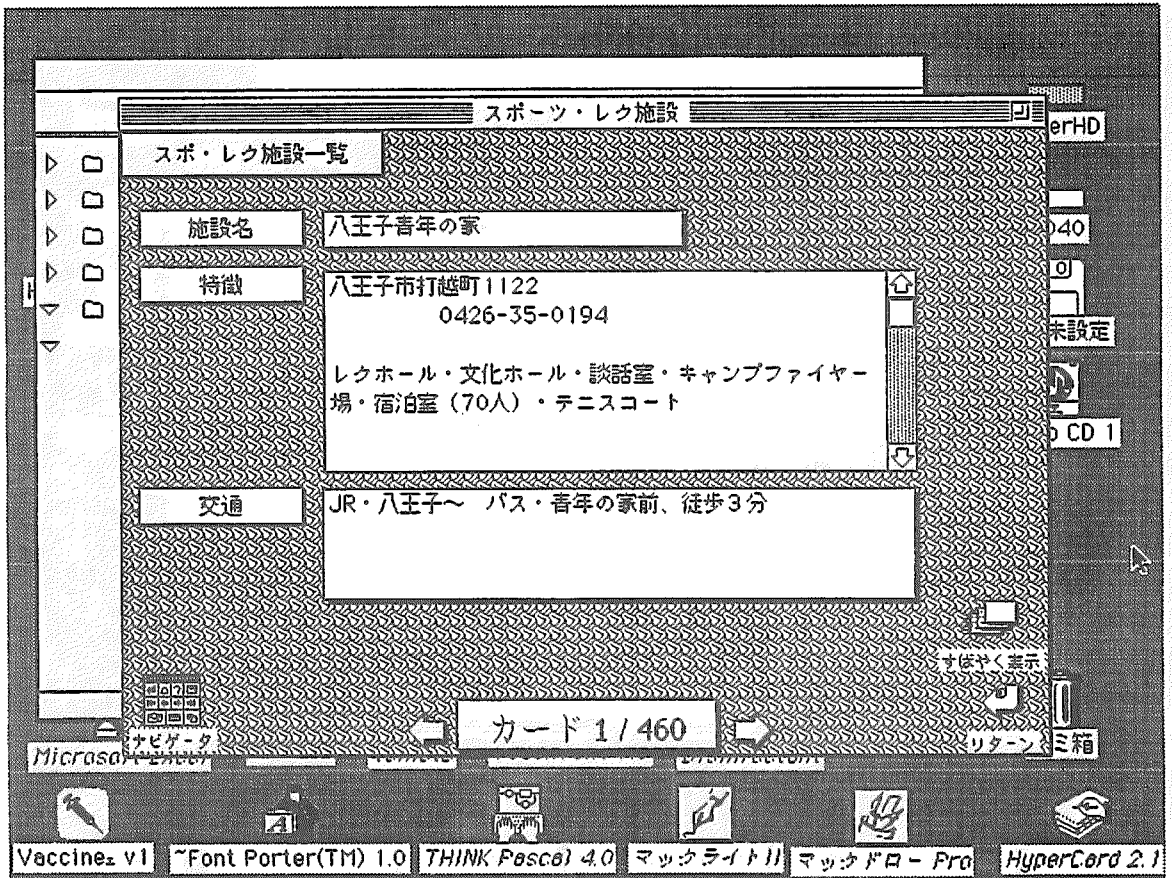 スポーツ・レク施設
erHD
スポ・レク施設一覧
施設名
八王子青年の家
040
特徴
八王子市打越町1122
0426-35-0194
未設定
レクホール・文化ホール・談話室・キャンプファイヤー
場・宿泊室（70人）・テニスコート
CD 1
交通
JR・八王子〜 バス・青年の家前、徒歩3分
すばやく表示
ナビゲータ
カード 1 / 460
リターン
ミ箱
Vaccine
v1
~Font Porter(TM) 1.0
THINK Pascal 4.0
マックライトII
マックドロー Pro
HyperCard 2.1